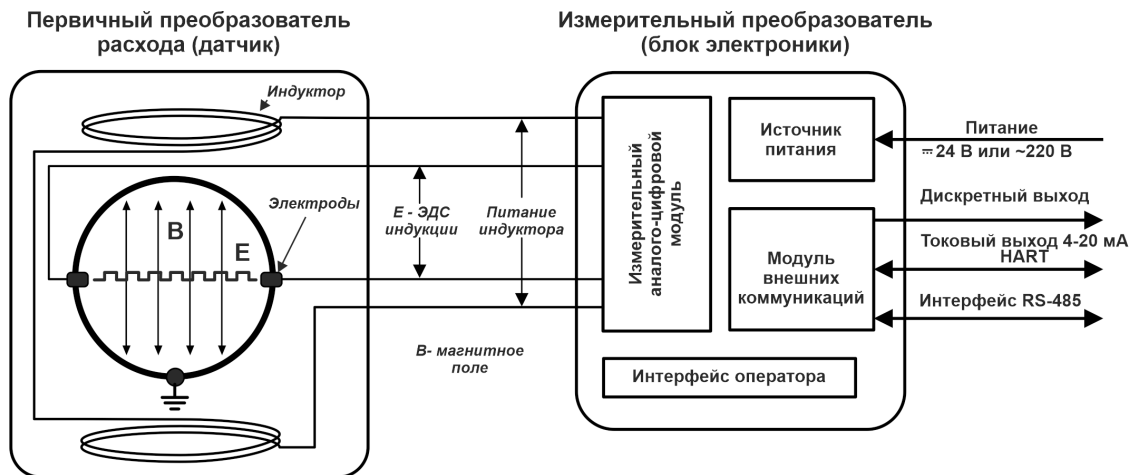 Первичный преобразователь
расхода (датчик)
Измерительный преобразователь
(блок электроники)
Индуктор
Электроды
B
E
E - ЭДС
индукции
Питание
индуктора
B- магнитное
поле
Измерительный
аналого-цифровой
модуль
Источник
питания
Модуль
внешних
коммуникаций
Интерфейс оператора
Питание
⎓ 24 В или ~220 В
Дискретный выход
Токовый выход 4-20 мА
HART
Интерфейс RS-485